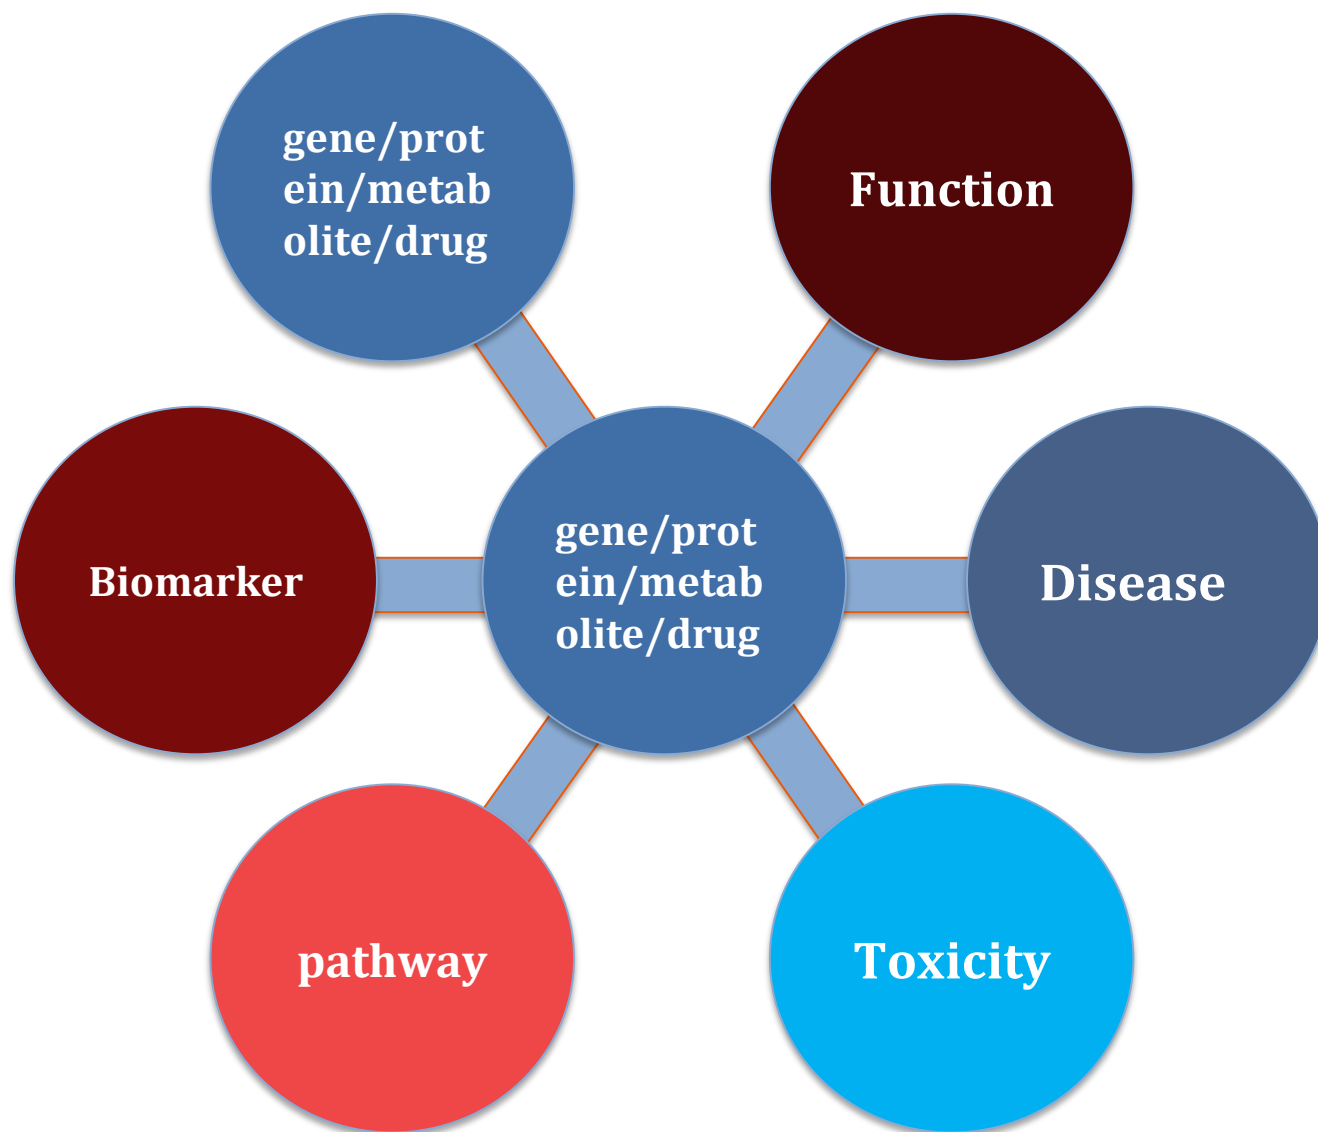 gene/prot
ein/metab
olite/drug
Function
Biomarker
gene/prot
ein/metab
olite/drug
Disease
pathway
Toxicity